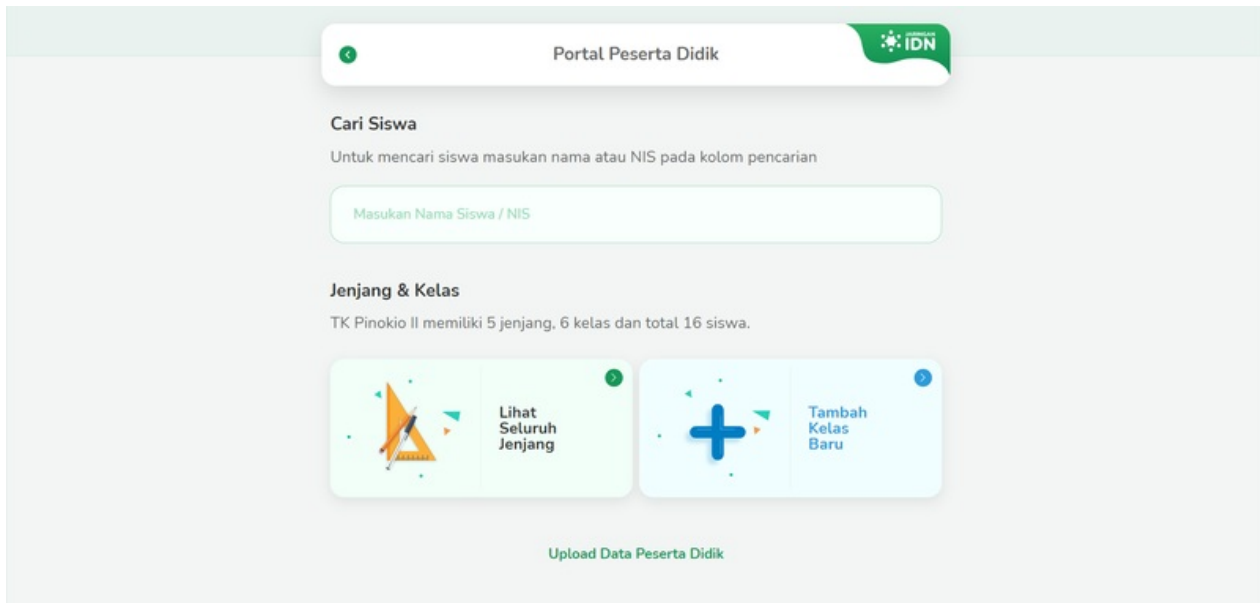 Portal Peserta Didik
JARINGAN
IDN
Cari Siswa
Untuk mencari siswa masukan nama atau NIS pada kolom pencarian
Masukan Nama Siswa / NIS
Jenjang & Kelas
TK Pinokio II memiliki 5 jenjang, 6 kelas dan total 16 siswa.
Lihat
Seluruh
Jenjang
Tambah
Kelas
Baru
Upload Data Peserta Didik